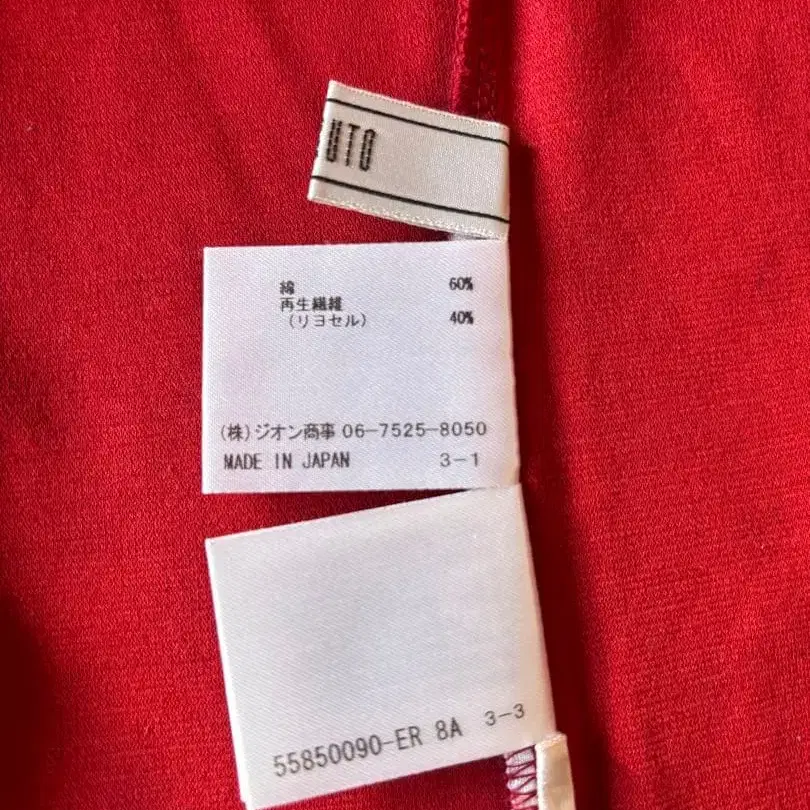 UTO
綿 60%
再生繊維
（リヨセル） 40%
(株)ジオン商事 06-7525-8050
MADE IN JAPAN 3-1
55850090-ER 8A 3-3